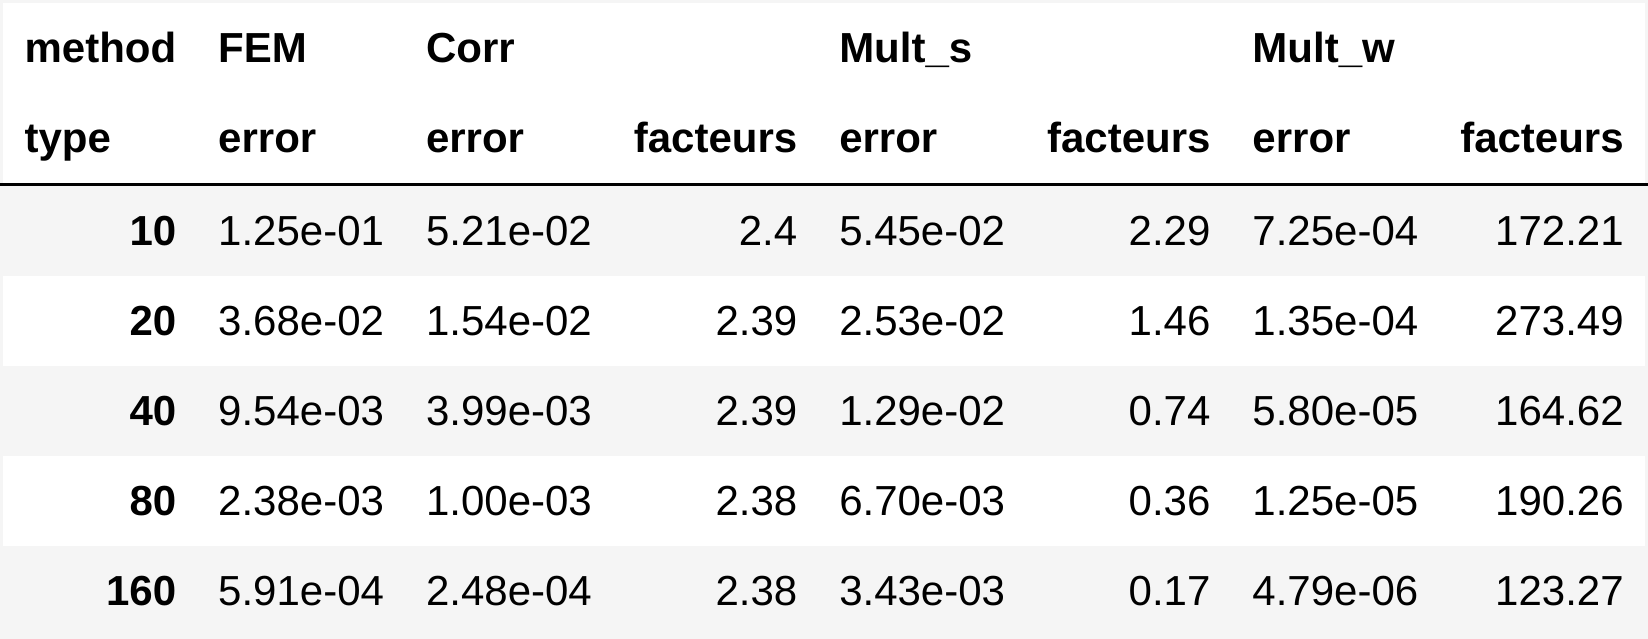 method FEM Corr Mult_s Mult_w
type error error facteurs error facteurs error facteurs
10 1.25e-01 5.21e-02 2.4 5.45e-02 2.29 7.25e-04 172.21
20 3.68e-02 1.54e-02 2.39 2.53e-02 1.46 1.35e-04 273.49
40 9.54e-03 3.99e-03 2.39 1.29e-02 0.74 5.80e-05 164.62
80 2.38e-03 1.00e-03 2.38 6.70e-03 0.36 1.25e-05 190.26
160 5.91e-04 2.48e-04 2.38 3.43e-03 0.17 4.79e-06 123.27